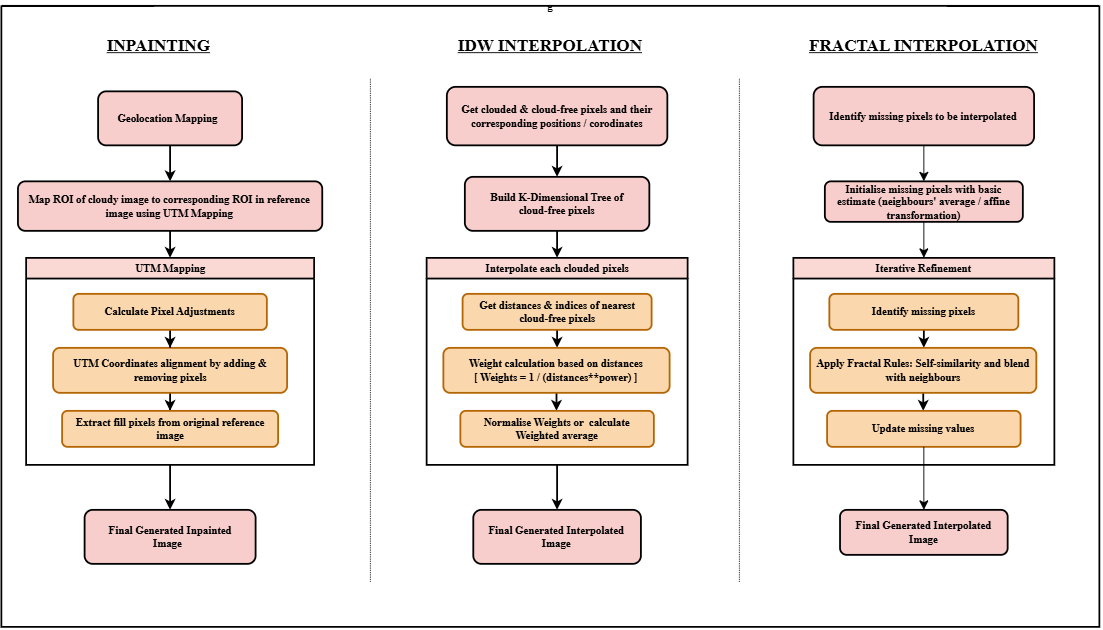 g
INPAINTING
Geolocation Mapping
Map ROI of cloudy image to corresponding ROI in reference
image using UTM Mapping
UTM Mapping
Calculate Pixel Adjustments
UTM Coordinates alignment by adding &
removing pixels
Extract fill pixels from original reference
image
Final Generated Inpainted
Image
IDW INTERPOLATION
Get clouded & cloud-free pixels and their
corresponding positions / corodinates
Build K-Dimensional Tree of
cloud-free pixels
Interpolate each clouded pixels
Get distances & indices of nearest
cloud-free pixels
Weight calculation based on distances
[ Weights = 1 / (distances**power) ]
Normalise Weights or calculate
Weighted average
Final Generated Interpolated
Image
FRACTAL INTERPOLATION
Identify missing pixels to be interpolated
Initialise missing pixels with basic
estimate (neighbours' average / affine
transformation)
Iterative Refinement
Identify missing pixels
Apply Fractal Rules: Self-similarity and blend
with neighbours
Update missing values
Final Generated Interpolated
Image